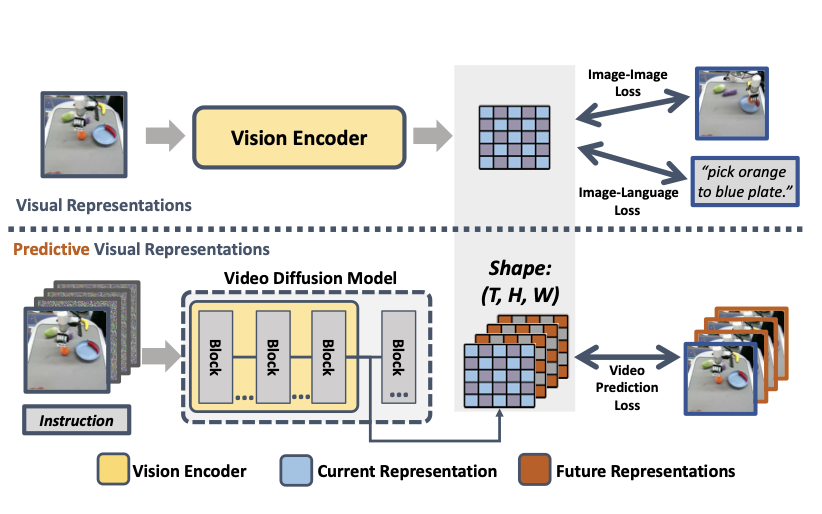 Vision Encoder
Image-Image
Loss
Image-Language
Loss
“pick orange
to blue plate.”
Visual Representations
Predictive Visual Representations
Video Diffusion Model
Block
Block
Block
Block
Instruction
Shape:
(T, H, W)
Video
Prediction
Loss
Vision Encoder
Current Representation
Future Representations